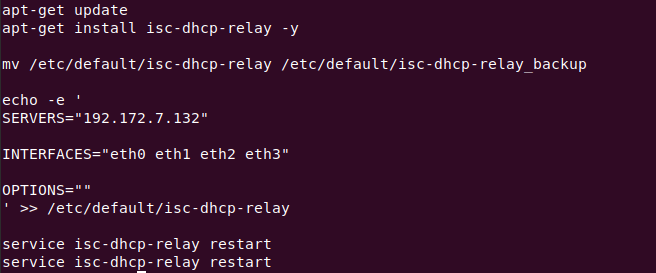 apt-get update
apt-get install isc-dhcp-relay -y
mv /etc/default/isc-dhcp-relay /etc/default/isc-dhcp-relay_backup
echo -e '
SERVERS="192.172.7.132"
INTERFACES="eth0 eth1 eth2 eth3"
OPTIONS=""
' >> /etc/default/isc-dhcp-relay
service isc-dhcp-relay restart
service isc-dhcp-relay restart